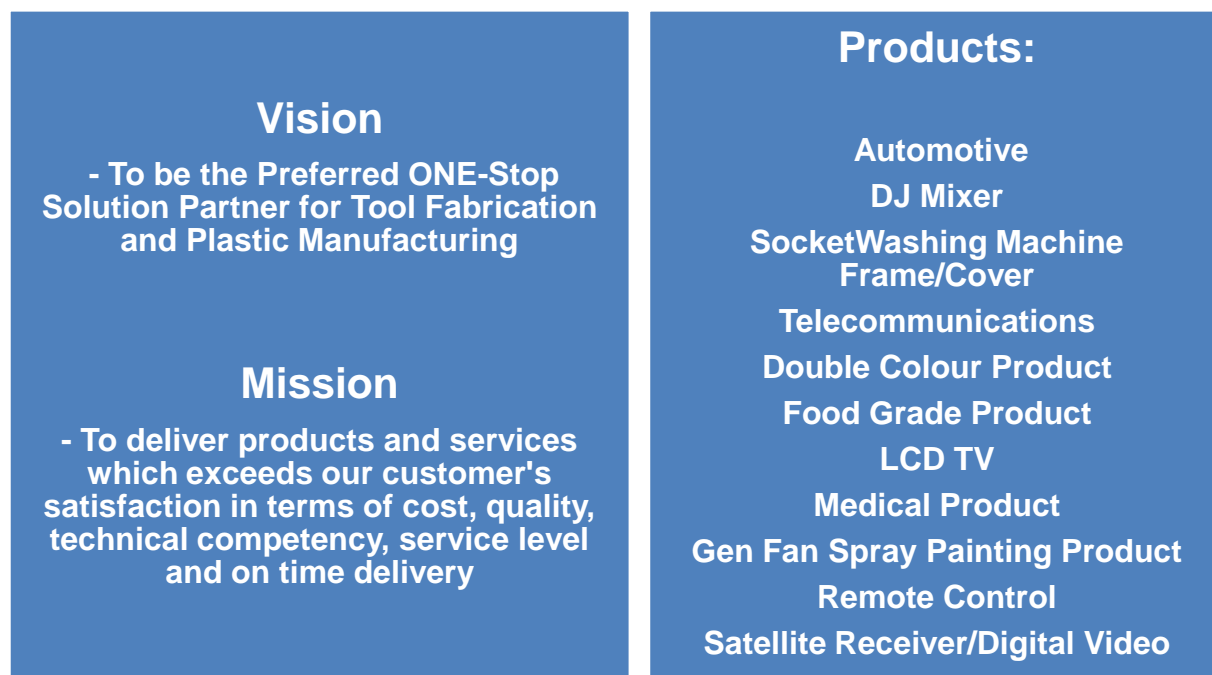 Vision
- To be the Preferred ONE-Stop
Solution Partner for Tool Fabrication
and Plastic Manufacturing
Mission
- To deliver products and services
which exceeds our customer's
satisfaction in terms of cost, quality,
technical competency, service level
and on time delivery
Products:
Automotive
DJ Mixer
SocketWashing Machine
Frame/Cover
Telecommunications
Double Colour Product
Food Grade Product
LCD TV
Medical Product
Gen Fan Spray Painting Product
Remote Control
Satellite Receiver/Digital Video